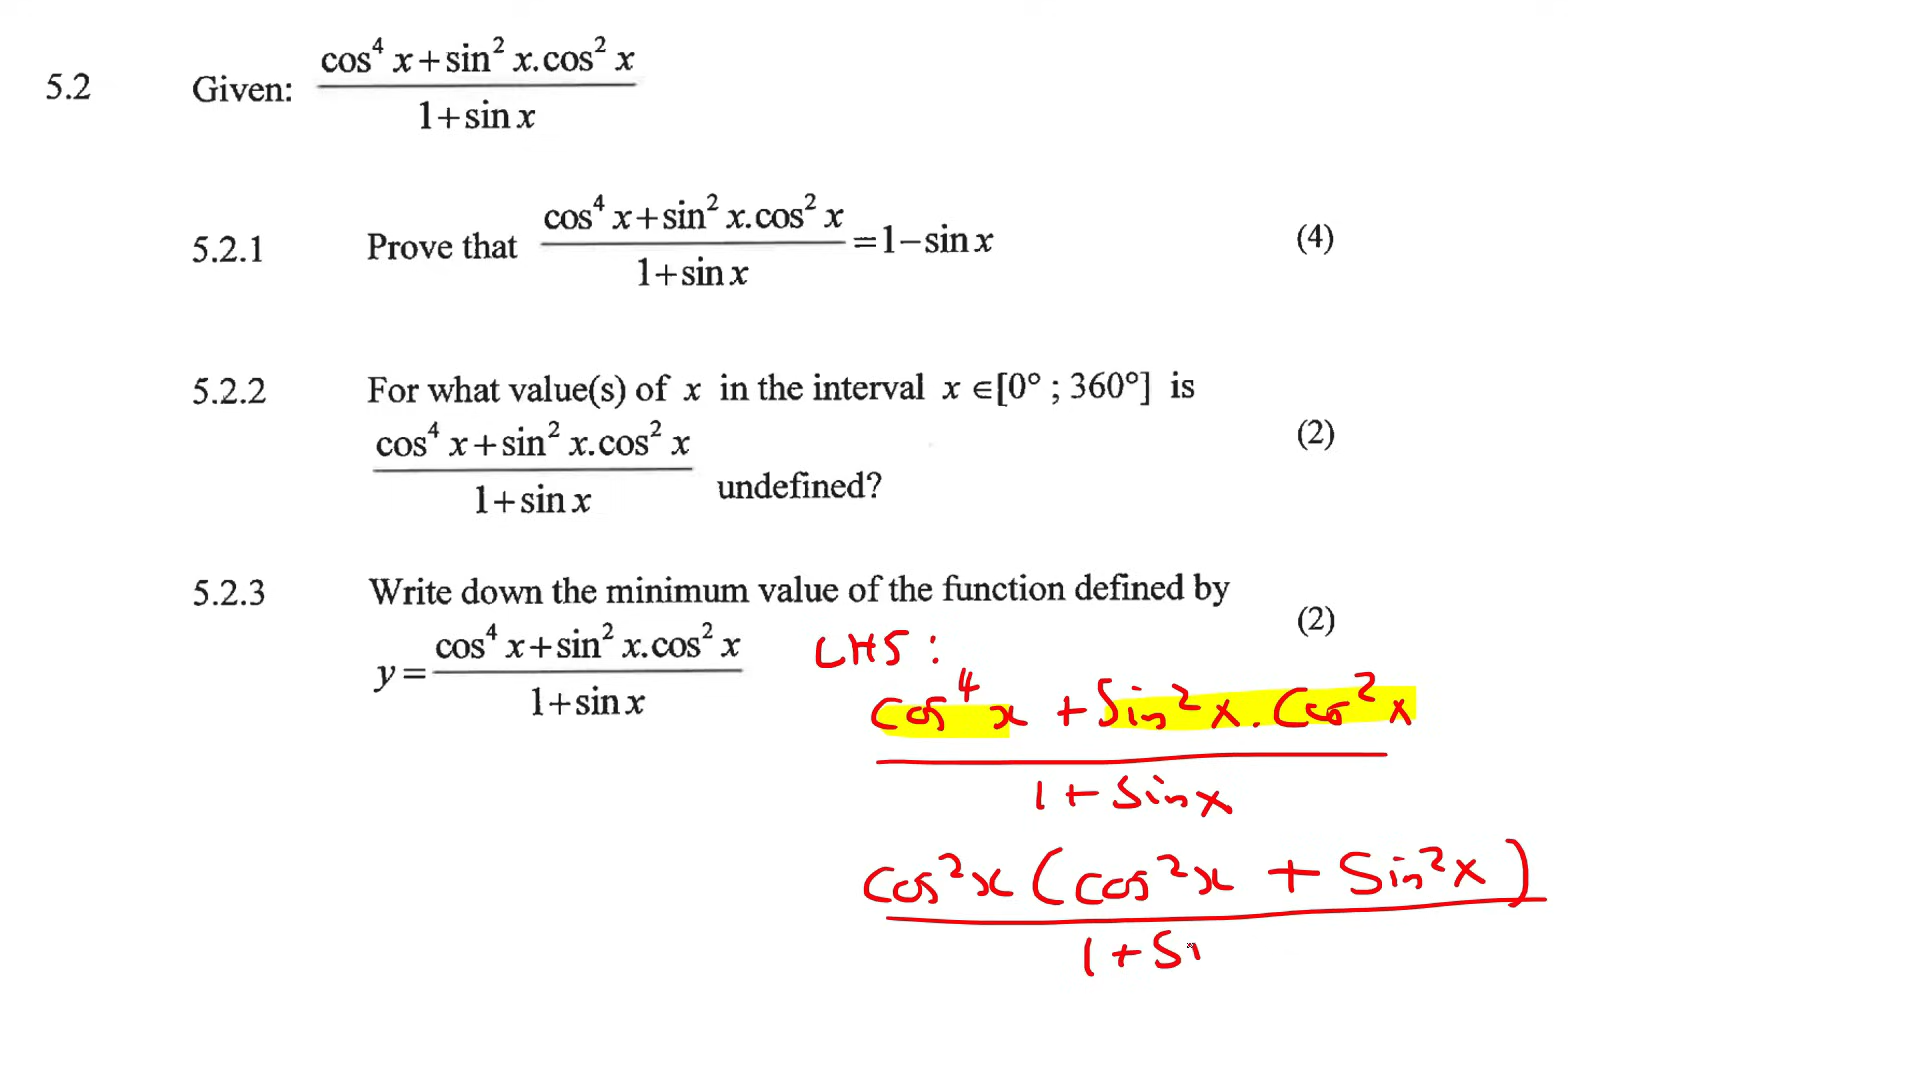 5.2 Given: cos⁴ x+sin² x.cos² x
1+sin x
5.2.1 Prove that cos⁴ x+sin² x.cos² x =1−sin x (4)
1+sin x
5.2.2 For what value(s) of x in the interval x ∈[0° ; 360°] is
cos⁴ x+sin² x.cos² x (2)
1+sin x undefined?
5.2.3 Write down the minimum value of the function defined by
(2)
y= cos⁴ x+sin² x.cos² x
1+sin x
LHS :
cos⁴ x + Sin² x . Cos² x
1 + Sin x
Cos² x (cos² x + Sin² x)
1 + Si